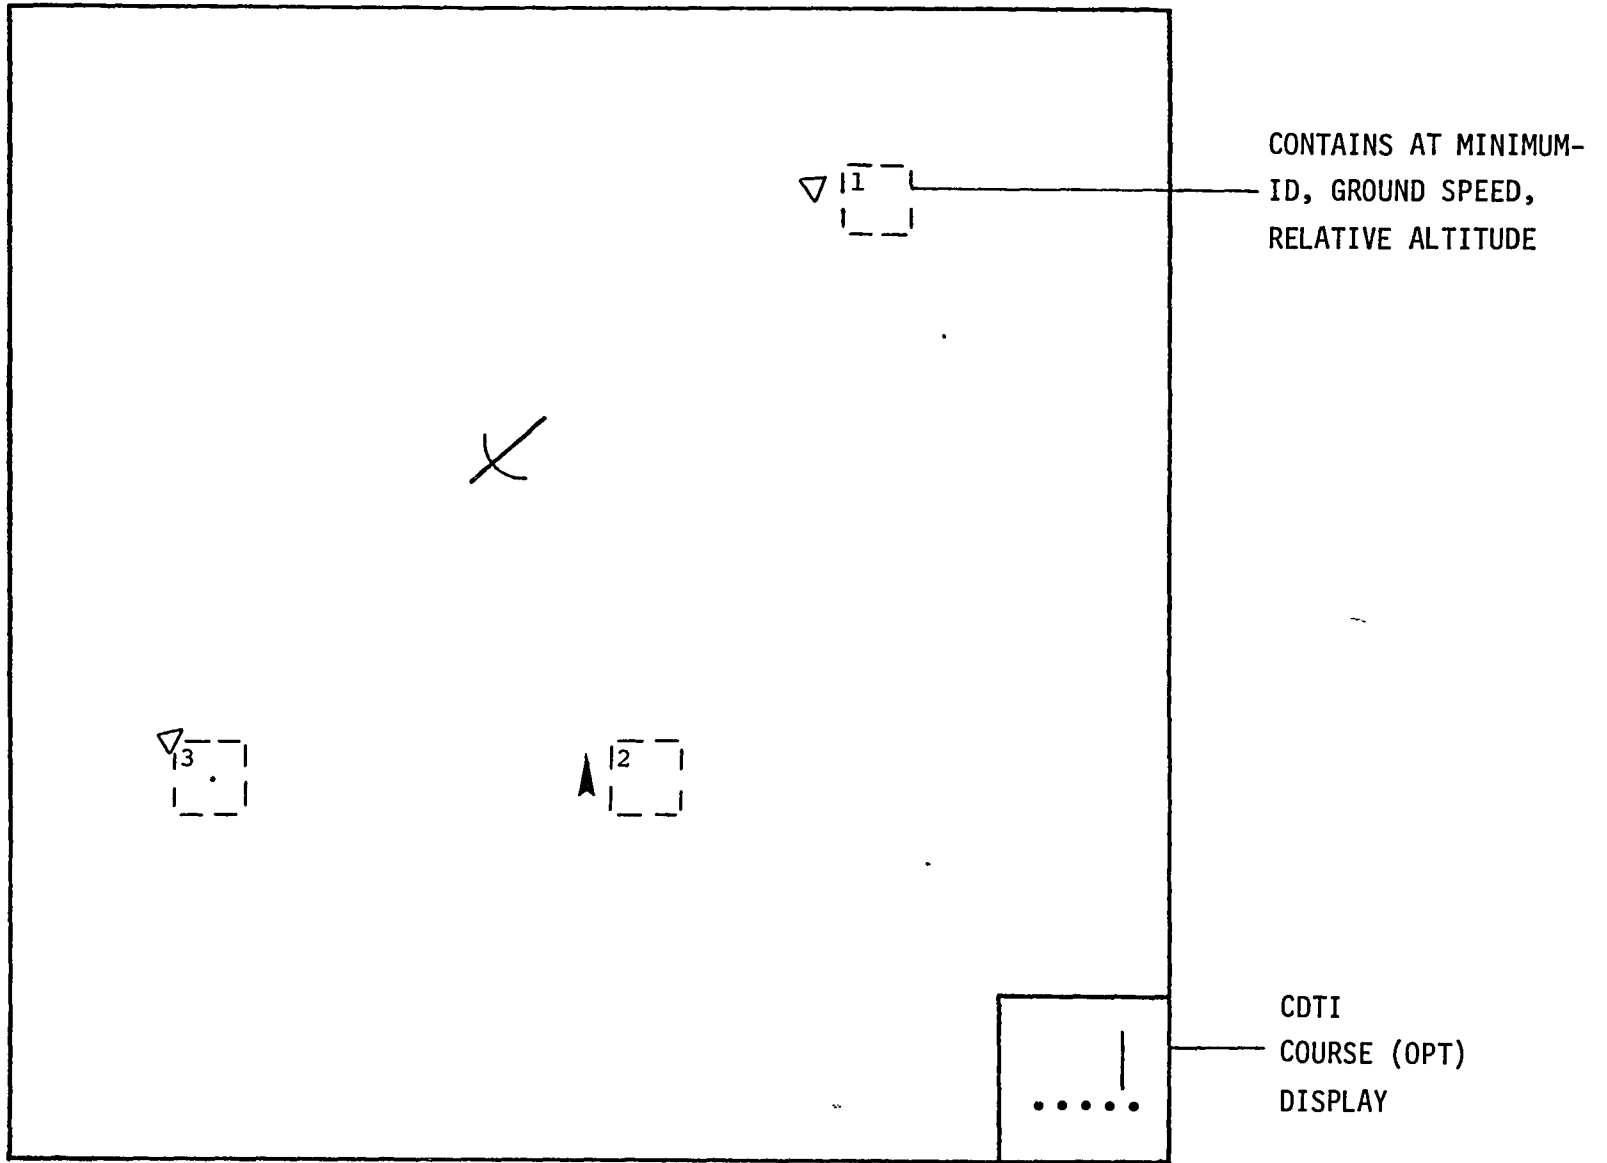 1
CONTAINS AT MINIMUM-
ID, GROUND SPEED,
RELATIVE ALTITUDE
3
2
CDTI
COURSE (OPT)
DISPLAY